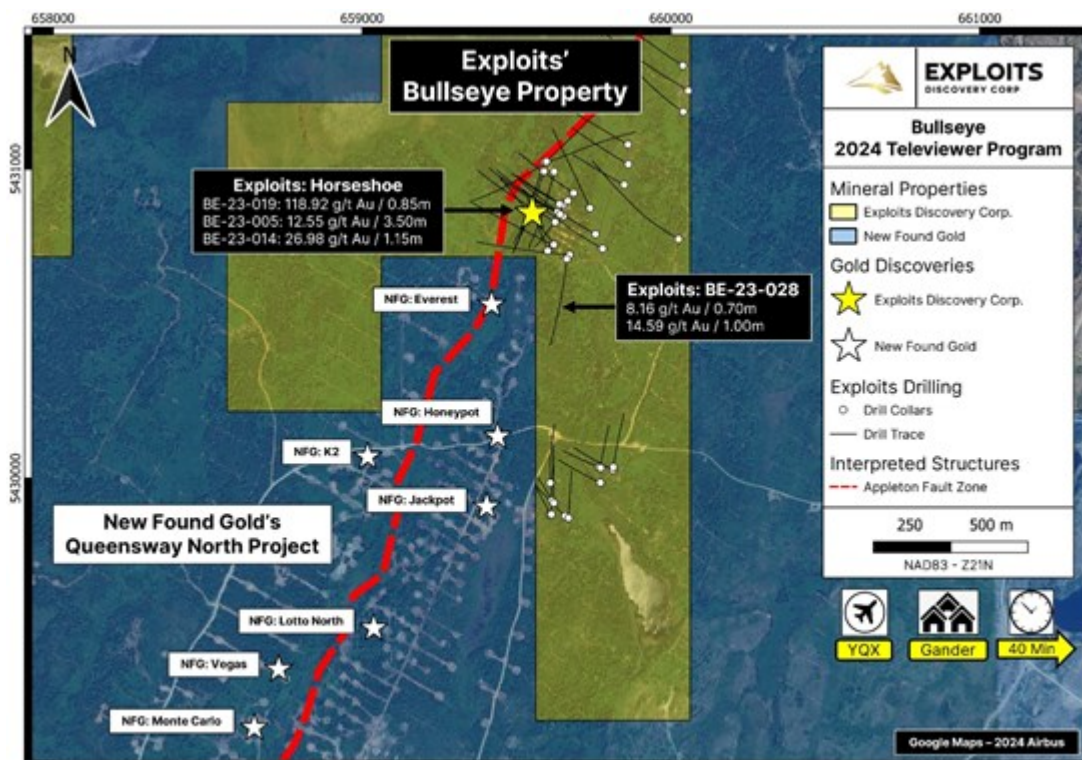 658000
659000
660000
661000
N
Exploits'
Bullseye Property
EXPLOITS
DISCOVERY CORP
Bullseye
2024 Televiewer Program
5431000
Exploits: Horseshoe
BE-23-019: 118.92 g/t Au / 0.85m
BE-23-005: 12.55 g/t Au / 3.50m
BE-23-014: 26.98 g/t Au / 1.15m
Mineral Properties
Exploits Discovery Corp.
New Found Gold
Gold Discoveries
Exploits Discovery Corp.
New Found Gold
NFG: Everest
Exploits: BE-23-028
8.16 g/t Au / 0.70m
14.59 g/t Au / 1.00m
Exploits Drilling
Drill Collars
Drill Trace
Interpreted Structures
Appleton Fault Zone
NFG: Honeypot
NFG: K2
5430000
NFG: Jackpot
New Found Gold's
Queensway North Project
250 500 m
NAD83 - Z21N
NFG: Lotto North
NFG: Vegas
NFG: Monte Carlo
YQX
Gander
40 Min
Google Maps – 2024 Airbus